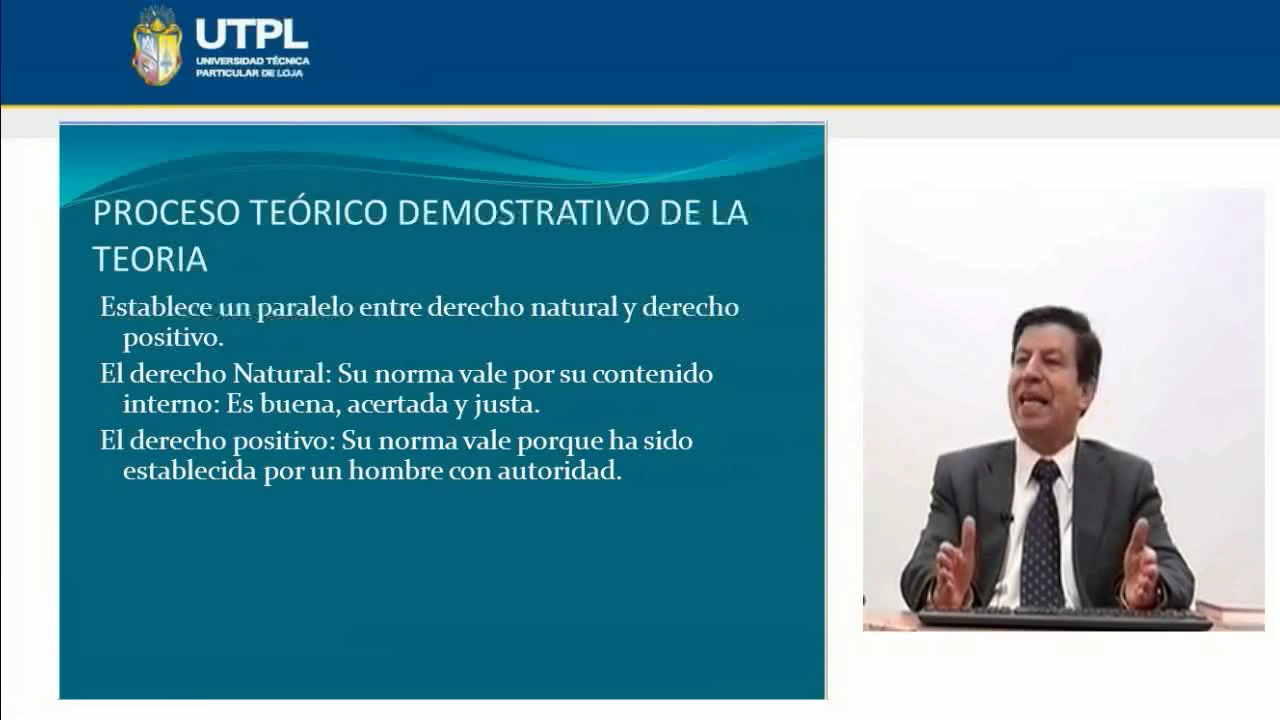 UTPL
UNIVERSIDAD TÉCNICA
PARTICULAR DE LOJA
PROCESO TEÓRICO DEMOSTRATIVO DE LA
TEORIA
Establece un paralelo entre derecho natural y derecho
positivo.
El derecho Natural: Su norma vale por su contenido
interno: Es buena, acertada y justa.
El derecho positivo: Su norma vale porque ha sido
establecida por un hombre con autoridad.